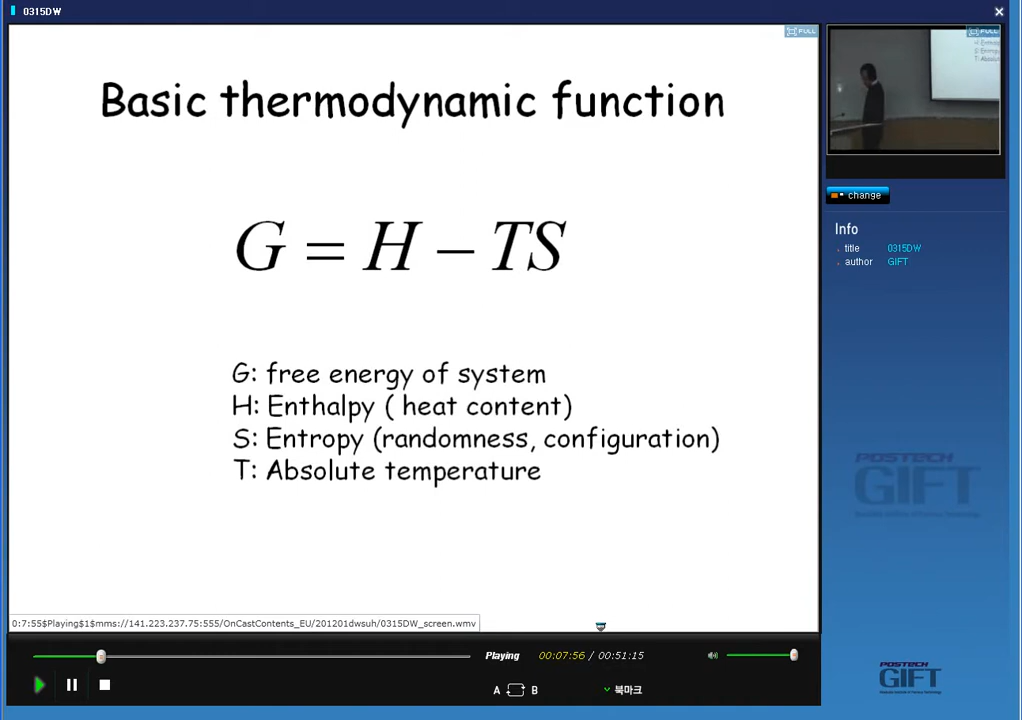 0315DW
FULL
Basic thermodynamic function
G = H − TS
G: free energy of system
H: Enthalpy ( heat content)
S: Entropy (randomness, configuration)
T: Absolute temperature
0:7:55$Playing$1$mms://141.223.237.75:555/OnCastContents_EU/201201dwsuh/0315DW_screen.wmv
Playing 00:07:56 / 00:51:15
A B 북마크
FULL
change
Info
title 0315DW
author GIFT
POSTECH
GIFT
POSTECH
GIFT